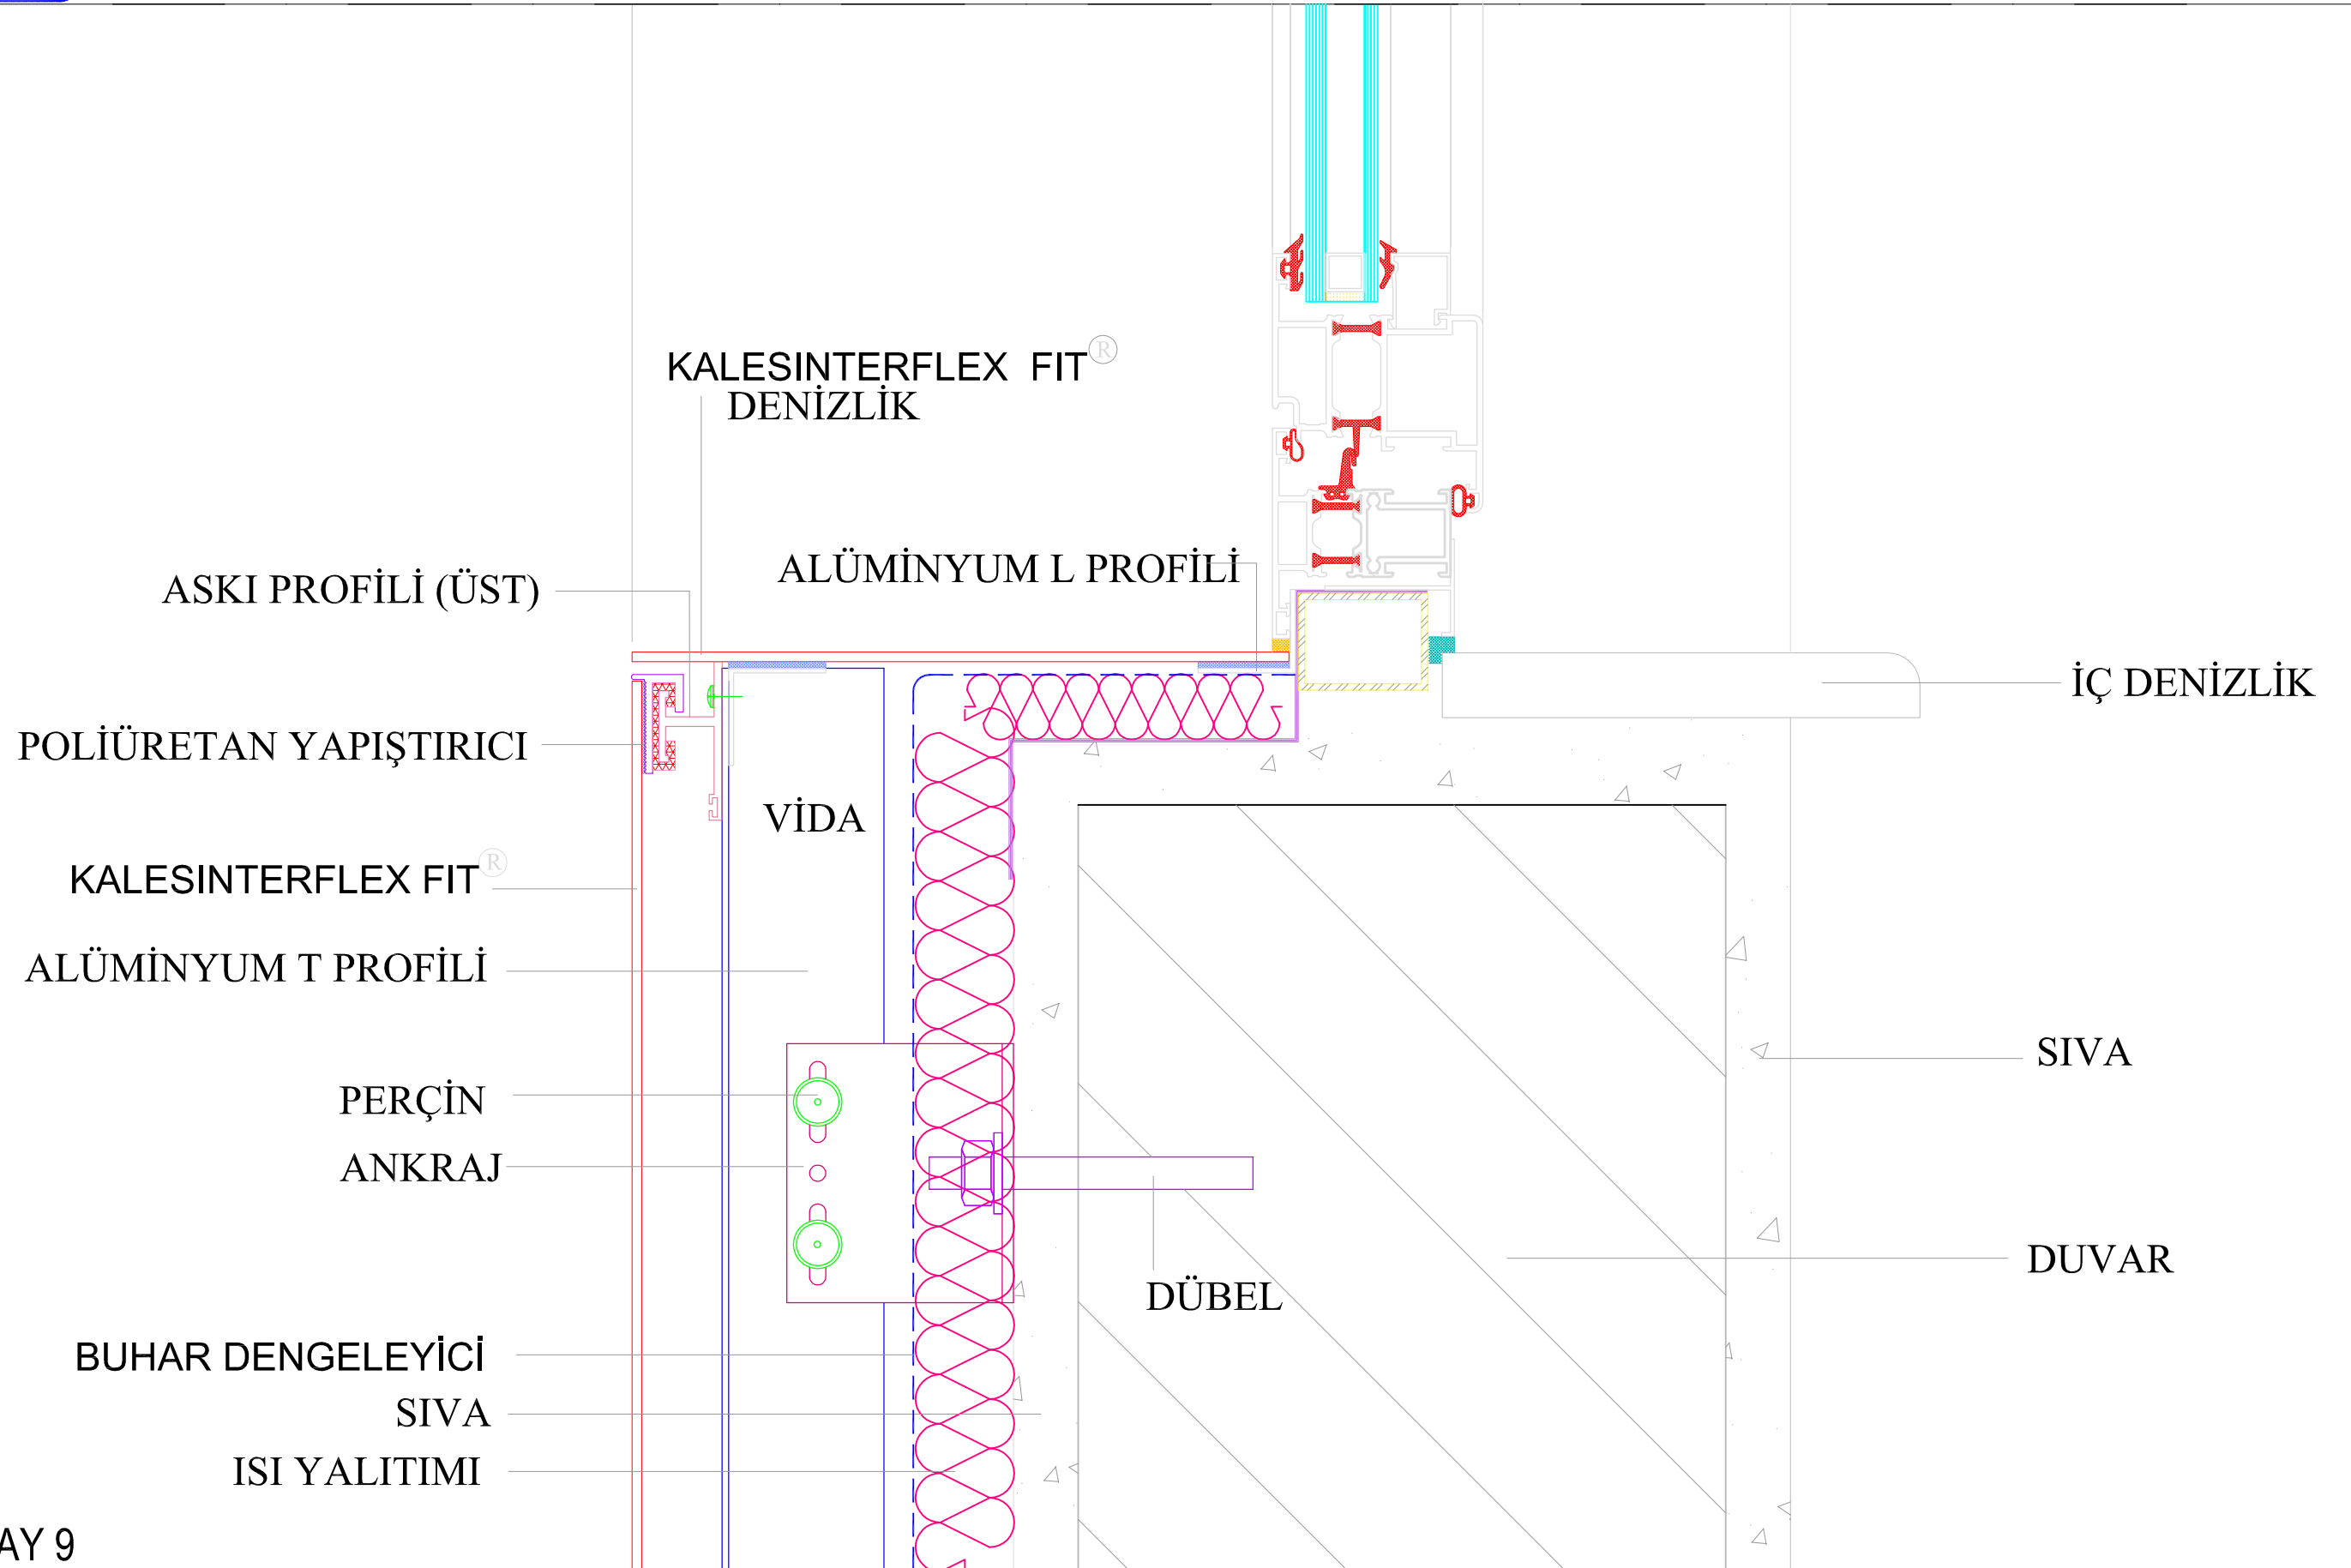 KALESINTERFLEX FIT®
DENİZLİK
ALÜMİNYUM L PROFİLİ
ASKI PROFİLİ (ÜST)
İÇ DENİZLİK
POLİÜRETAN YAPIŞTIRICI
VİDA
KALESINTERFLEX FIT®
ALÜMİNYUM T PROFİLİ
SIVA
PERÇİN
ANKRAJ
DUVAR
DÜBEL
BUHAR DENGELEYİCİ
SIVA
ISI YALITIMI
AY 9